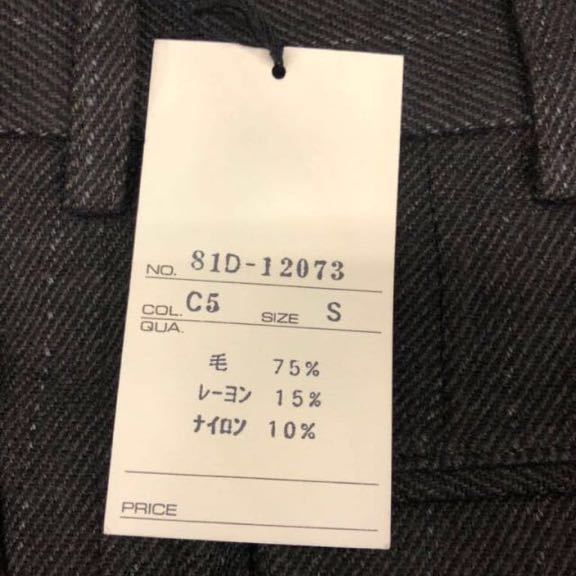 NO. 81D-12073
COL. C5 SIZE S
QUA.
毛 75%
レーヨン 15%
ナイロン 10%
PRICE